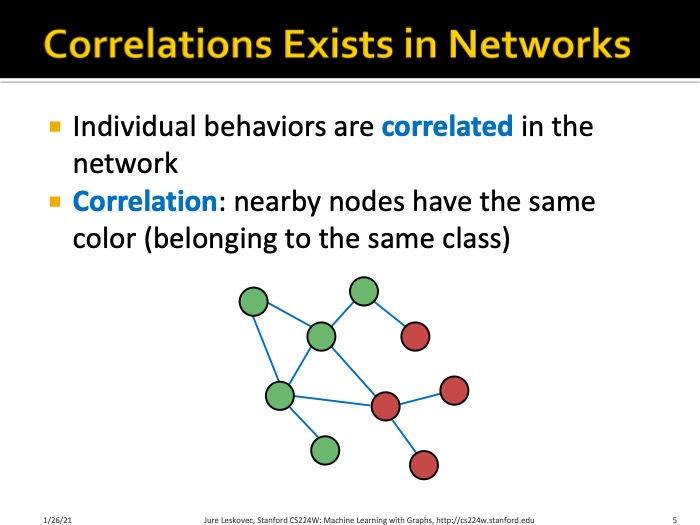 Correlations Exists in Networks
Individual behaviors are correlated in the
network
Correlation: nearby nodes have the same
color (belonging to the same class)
1/26/21
Jure Leskovec, Stanford CS224W: Machine Learning with Graphs, http://cs224w.stanford.edu
5